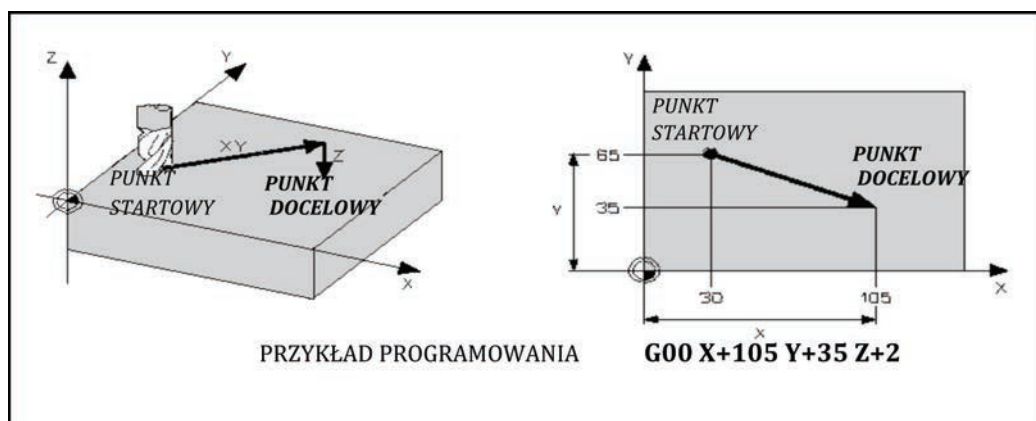 Z
Y
XY
Z
PUNKT
STARTOWY
PUNKT
DOCELOWY
X
Y
PUNKT
STARTOWY
65
PUNKT
DOCELOWY
Y
35
30
105
X
X
PRZYKŁAD PROGRAMOWANIA G00 X+105 Y+35 Z+2